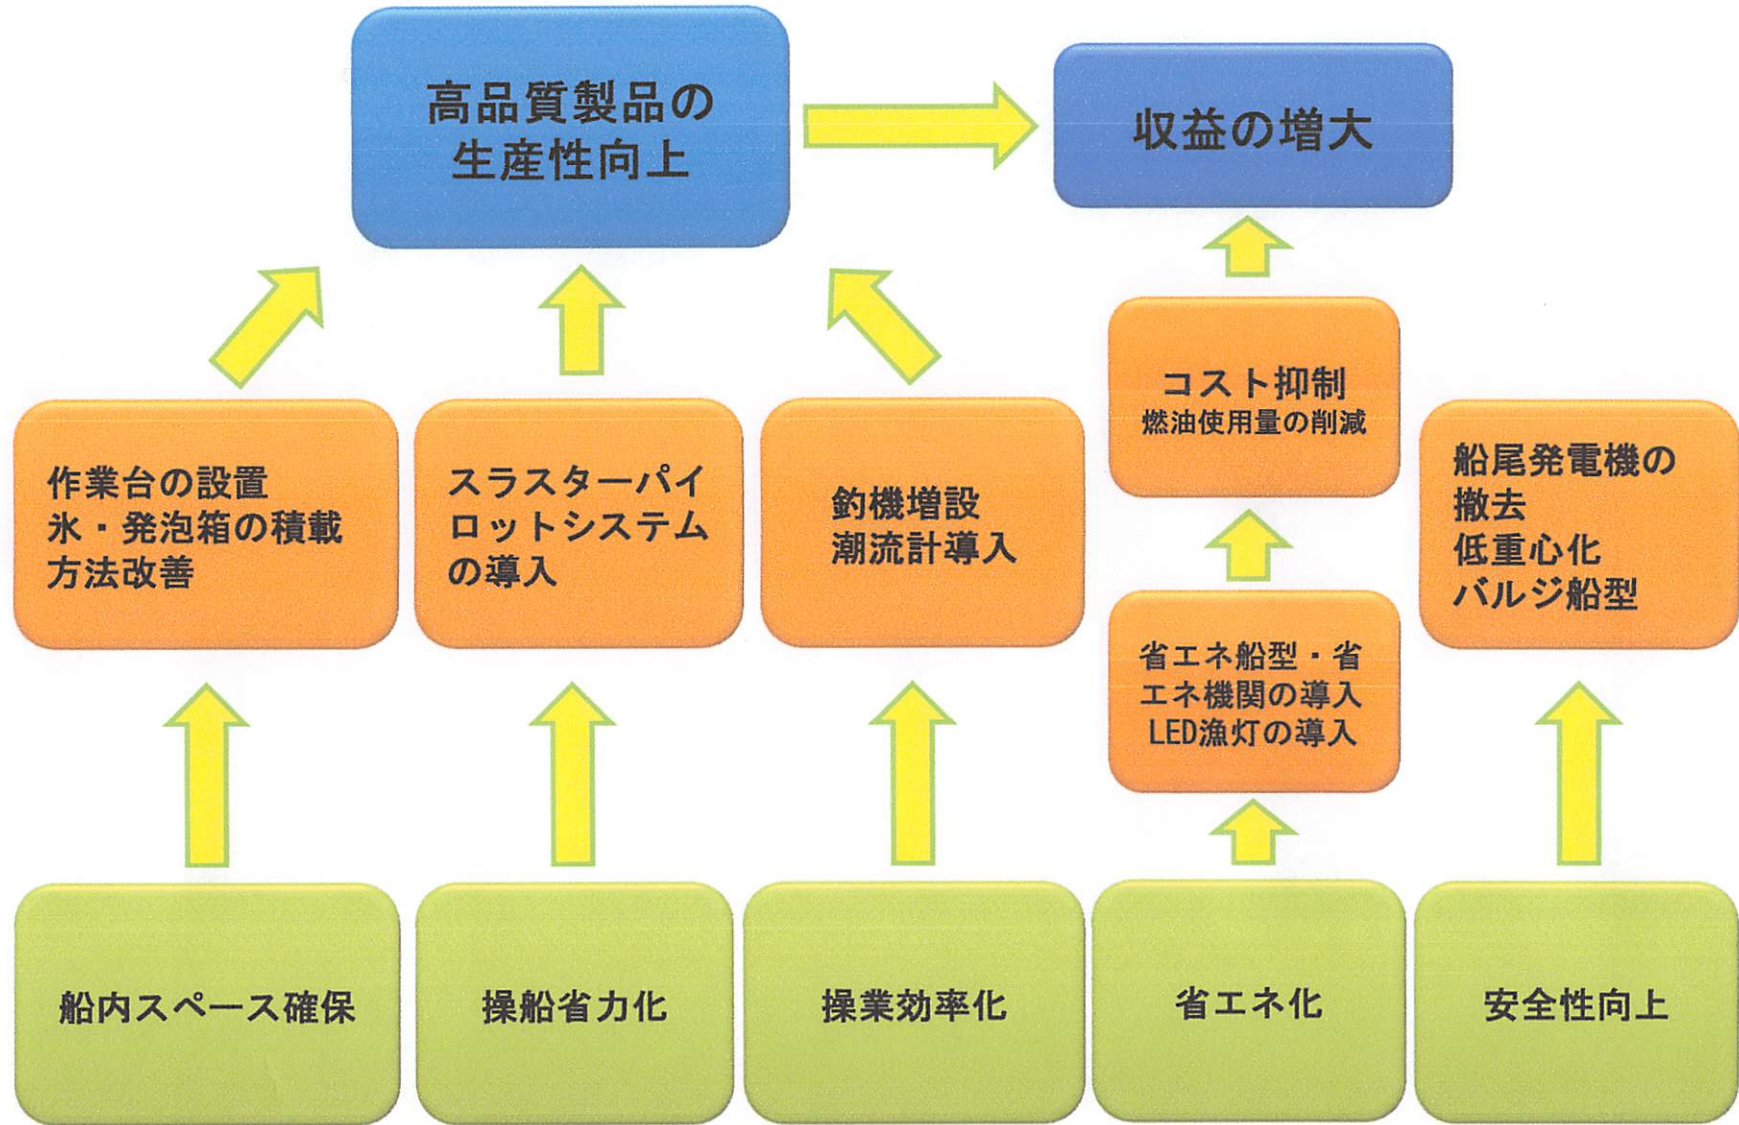 高品質製品の
生産性向上
収益の増大
作業台の設置
氷・発泡箱の積載
方法改善
スラスターパイ
ロットシステム
の導入
釣機増設
潮流計導入
コスト抑制
燃油使用量の削減
省エネ船型・省
エネ機関の導入
LED漁灯の導入
船尾発電機の
撤去
低重心化
バルジ船型
船内スペース確保
操船省力化
操業効率化
省エネ化
安全性向上